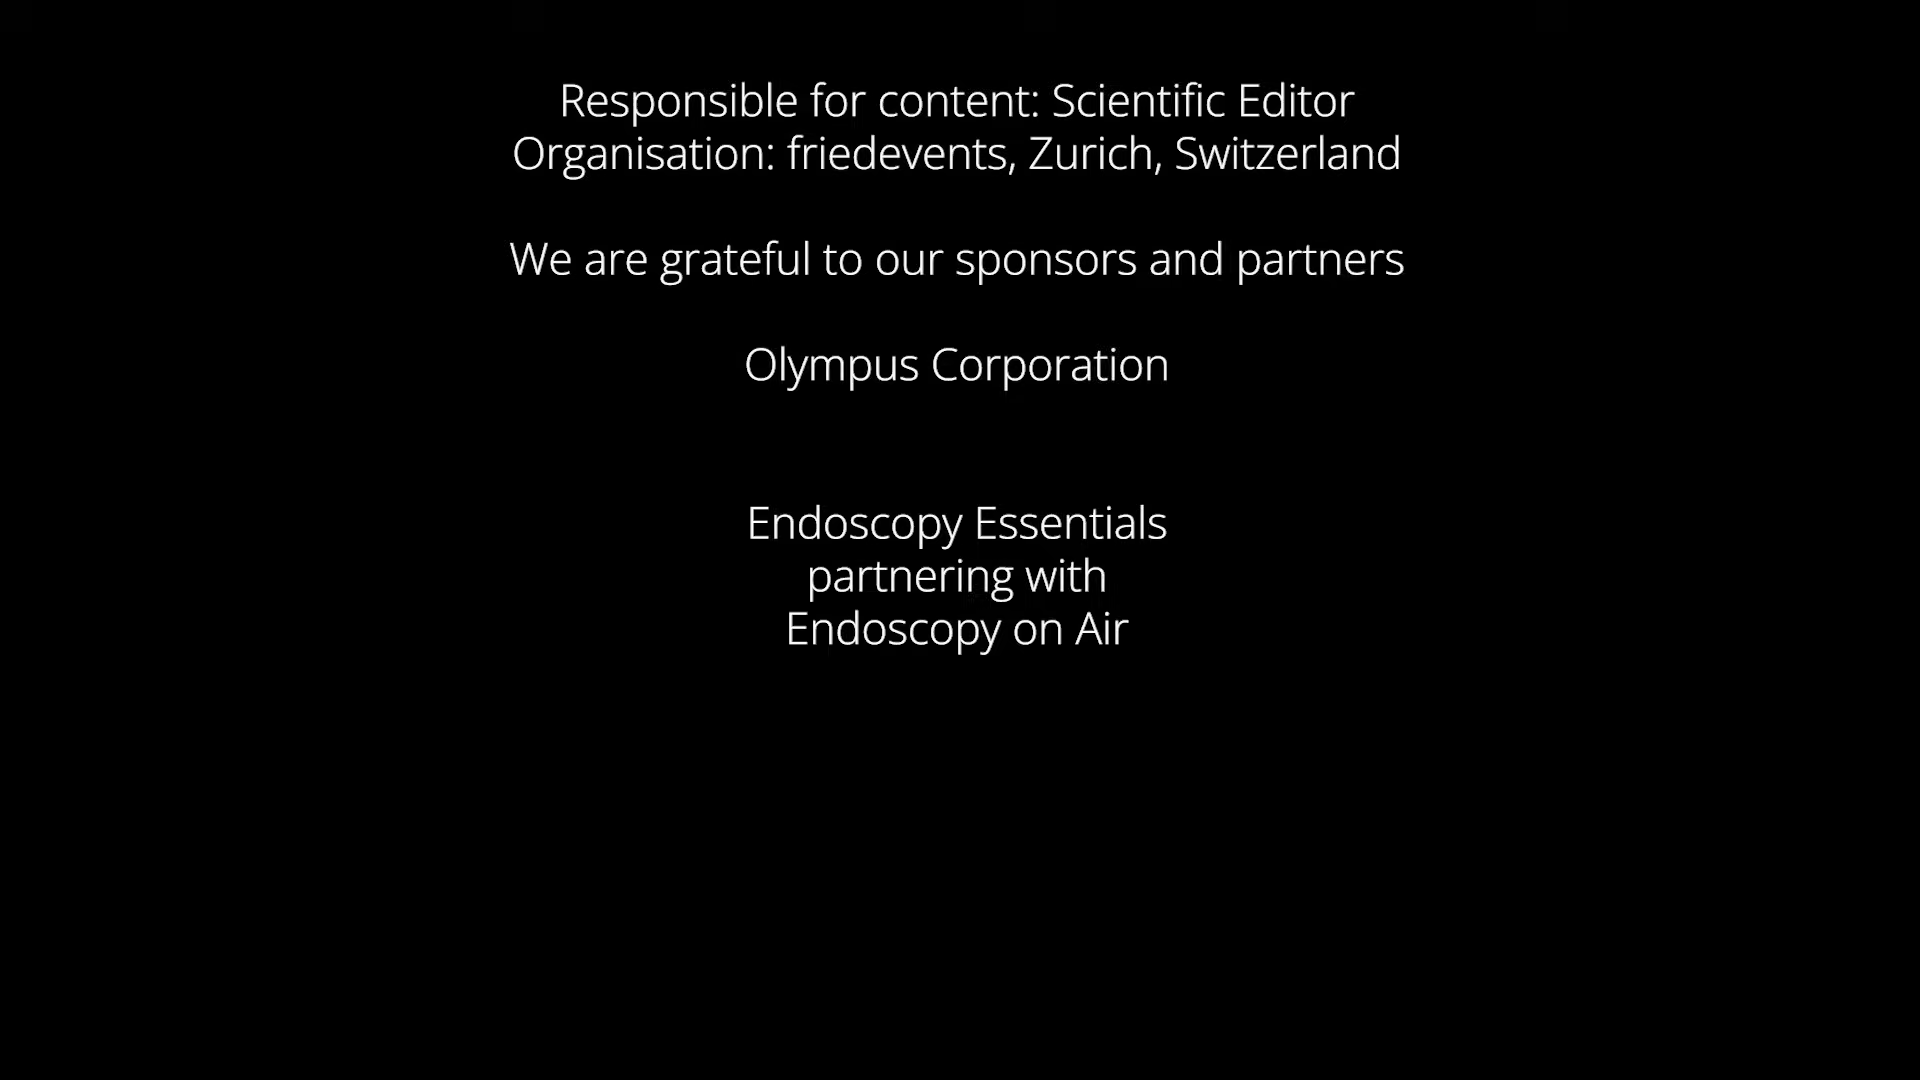 Responsible for content: Scientific Editor
Organisation: friedevents, Zurich, Switzerland
We are grateful to our sponsors and partners
Olympus Corporation
Endoscopy Essentials
partnering with
Endoscopy on Air